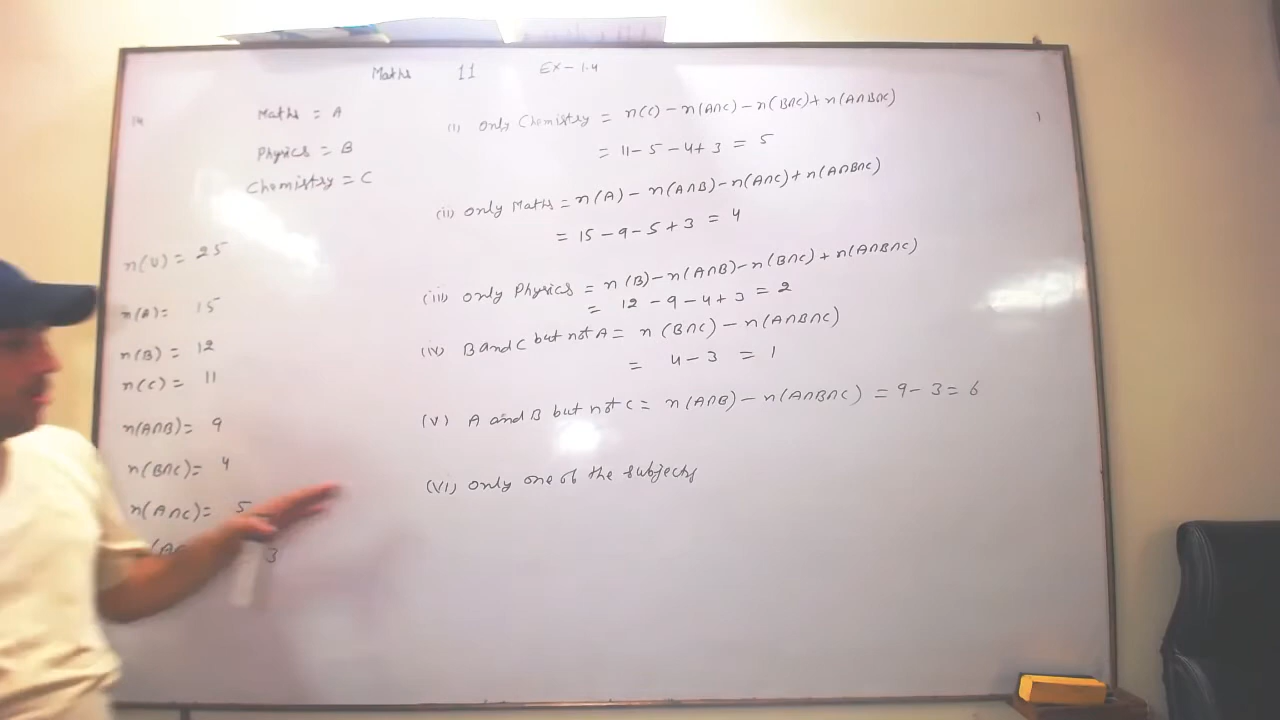 Maths 11 Ex-1.4
14
1
Maths = A
Physics = B
Chemistry = C
n(U) = 25
n(A) = 15
n(B) = 12
n(C) = 11
n(A∩B) = 9
n(B∩C) = 4
n(A∩C) = 5
3
(i) Only Chemistry = n(C) - n(A∩C) - n(B∩C) + n(A∩B∩C)
= 11 - 5 - 4 + 3 = 5
(ii) Only Maths = n(A) - n(A∩B) - n(A∩C) + n(A∩B∩C)
= 15 - 9 - 5 + 3 = 4
(iii) Only Physics = n(B) - n(A∩B) - n(B∩C) + n(A∩B∩C)
= 12 - 9 - 4 + 3 = 2
(iv) B and C but not A = n(B∩C) - n(A∩B∩C)
= 4 - 3 = 1
(V) A and B but not C = n(A∩B) - n(A∩B∩C) = 9 - 3 = 6
(VI) Only one of the subjects